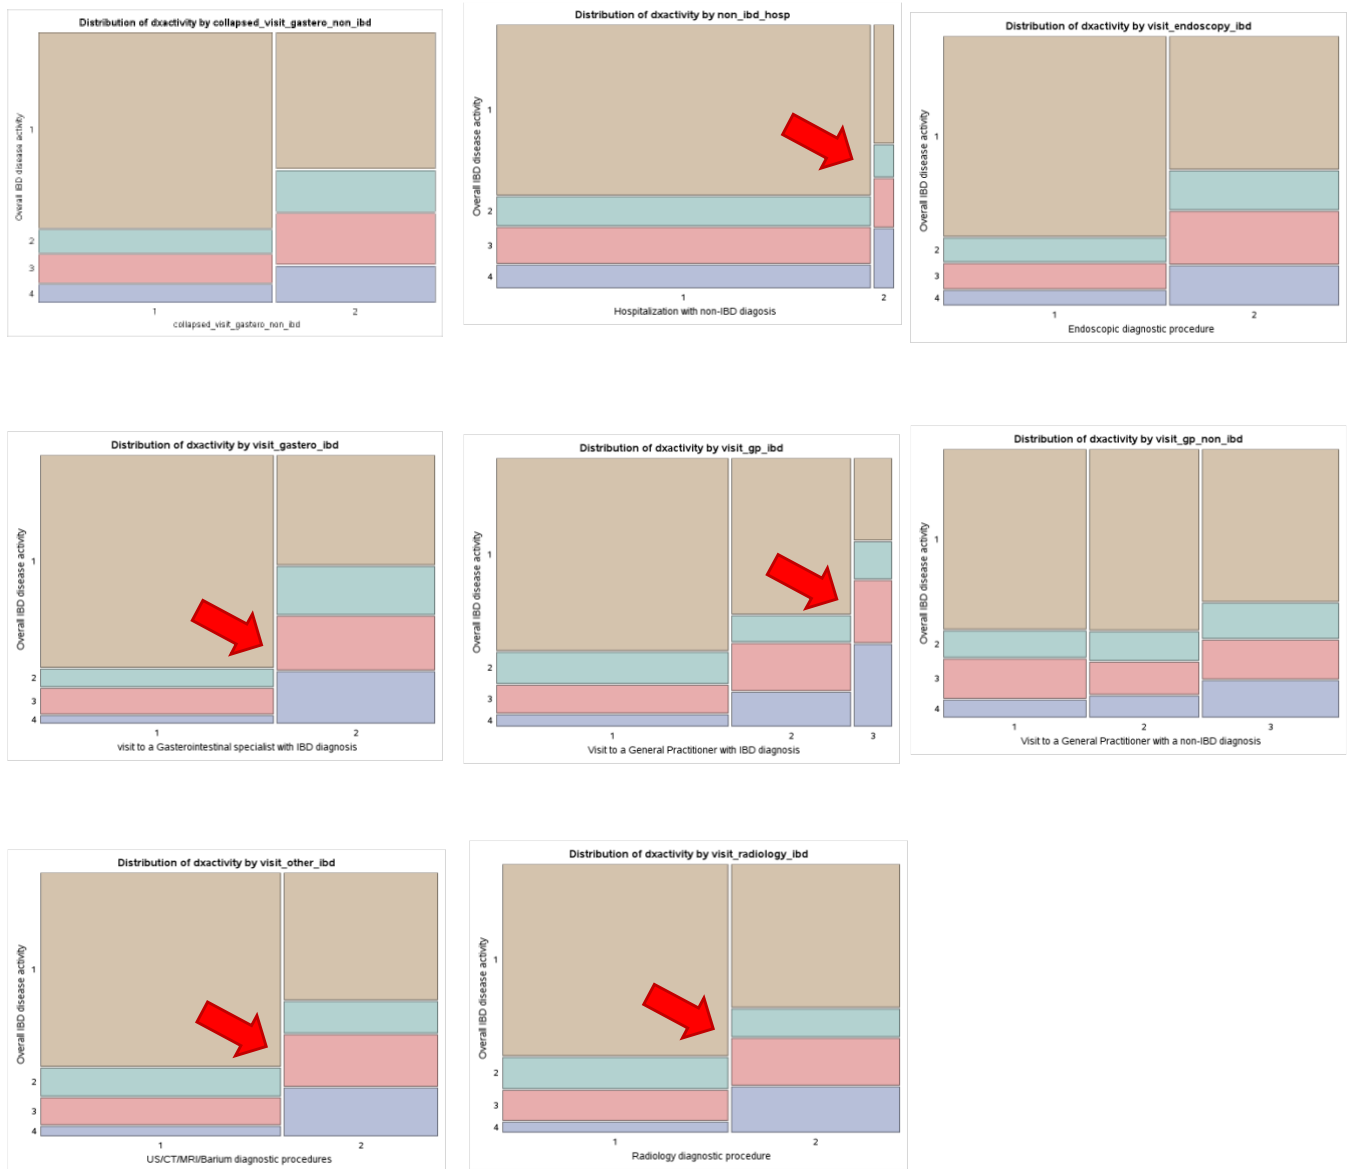 Distribution of dxactivity by collapsed_visit_gastero_non_ibd
Overall IBD disease activity
1
2
3
4
1 2
collapsed_visit_gastero_non_ibd
Distribution of dxactivity by non_ibd_hosp
Overall IBD disease activity
1
2
3
4
1 2
Hospitalization with non-IBD diagosis
Distribution of dxactivity by visit_endoscopy_ibd
Overall IBD disease activity
1
2
3
4
1 2
Endoscopic diagnostic procedure
Distribution of dxactivity by visit_gastero_ibd
Overall IBD disease activity
1
2
3
4
1 2
visit to a Gasterointestinal specialist with IBD diagnosis
Distribution of dxactivity by visit_gp_ibd
Overall IBD disease activity
1
2
3
4
1 2 3
Visit to a General Practitioner with IBD diagnosis
Distribution of dxactivity by visit_gp_non_ibd
Overall IBD disease activity
1
2
3
4
1 2 3
Visit to a General Practitioner with a non-IBD diagnosis
Distribution of dxactivity by visit_other_ibd
Overall IBD disease activity
1
2
3
4
1 2
US/CT/MRI/Barium diagnostic procedures
Distribution of dxactivity by visit_radiology_ibd
Overall IBD disease activity
1
2
3
4
1 2
Radiology diagnostic procedure